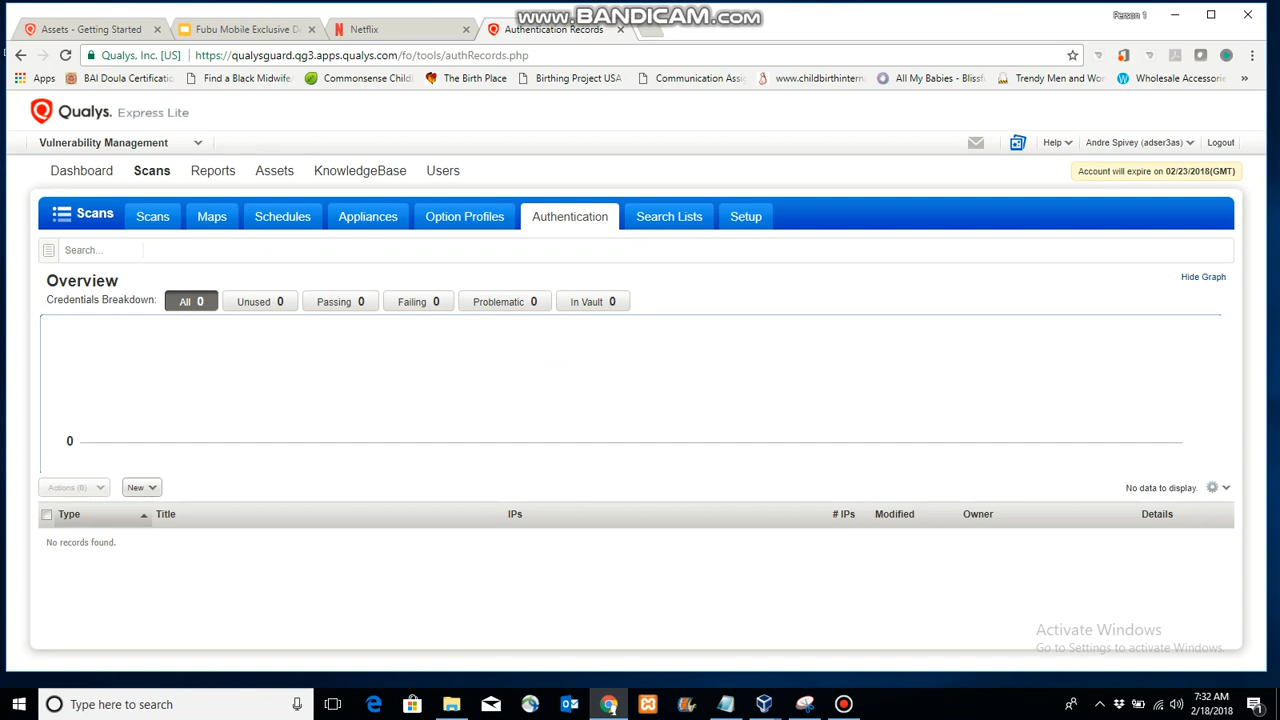 www.BANDICAM.com
Assets - Getting Started
Fubu Mobile Exclusive D
Netflix
Authentication Records
Person 1
Qualys, Inc. [US]
https://qualysguard.qg3.apps.qualys.com/fo/tools/authRecords.php
Apps
BAI Doula Certificatio
Find a Black Midwife
Commonsense Child
The Birth Place
Birthing Project USA
Communication Assig
www.childbirthintern
All My Babies - Blissf
Trendy Men and Wo
Wholesale Accessorie
Qualys. Express Lite
Vulnerability Management
Help
Andre Spivey (adser3as)
Logout
Dashboard
Scans
Reports
Assets
KnowledgeBase
Users
Account will expire on 02/23/2018(GMT)
Scans
Scans
Maps
Schedules
Appliances
Option Profiles
Authentication
Search Lists
Setup
Search...
Overview
Hide Graph
Credentials Breakdown:
All 0
Unused 0
Passing 0
Failing 0
Problematic 0
In Vault 0
0
Actions (0)
New
No data to display.
Type
Title
IPs
# IPs
Modified
Owner
Details
No records found.
Activate Windows
Go to Settings to activate Windows.
Type here to search
7:32 AM
2/18/2018
1